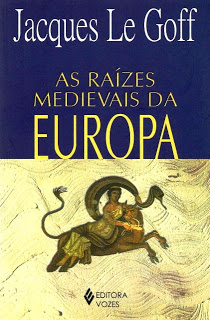 Jacques Le Goff
AS RAÍZES
MEDIEVAIS DA
EUROPA
EDITORA
VOZES